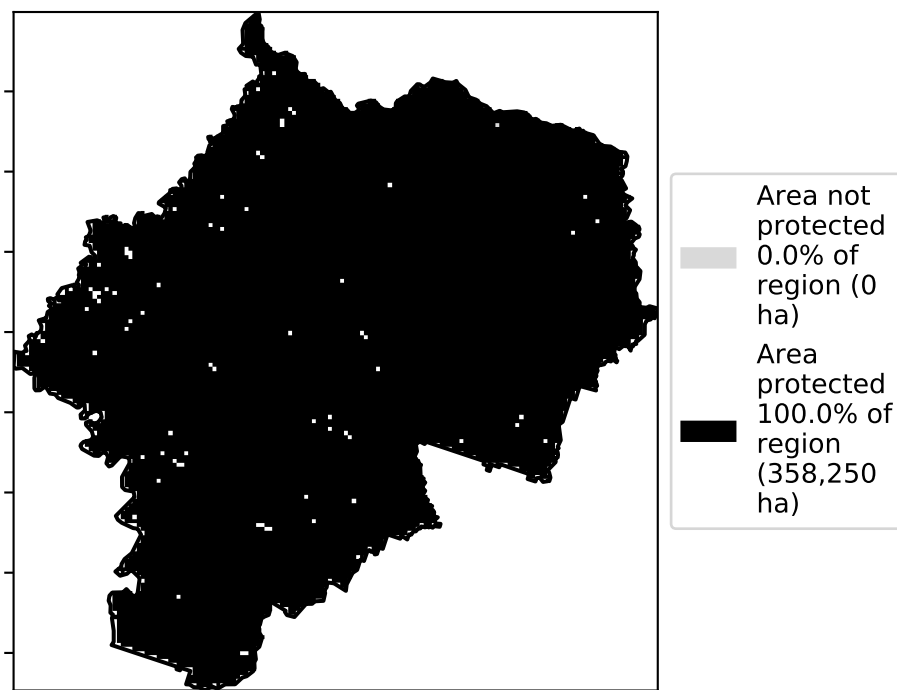 Area not
protected
0.0% of
region (0
ha)
Area
protected
100.0% of
region
(358,250
ha)